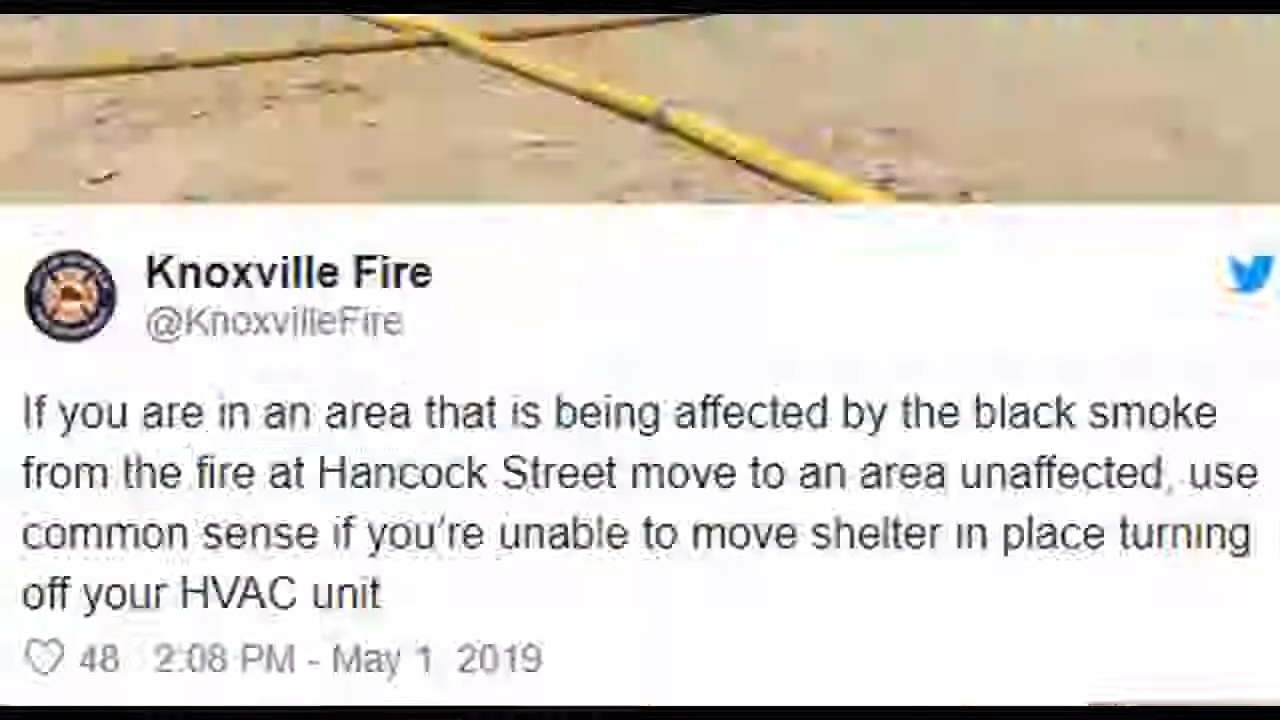 Knoxville Fire
@KnoxvilleFire
If you are in an area that is being affected by the black smoke
from the fire at Hancock Street move to an area unaffected, use
common sense if you're unable to move shelter in place turning
off your HVAC unit
48 2:08 PM - May 1, 2019